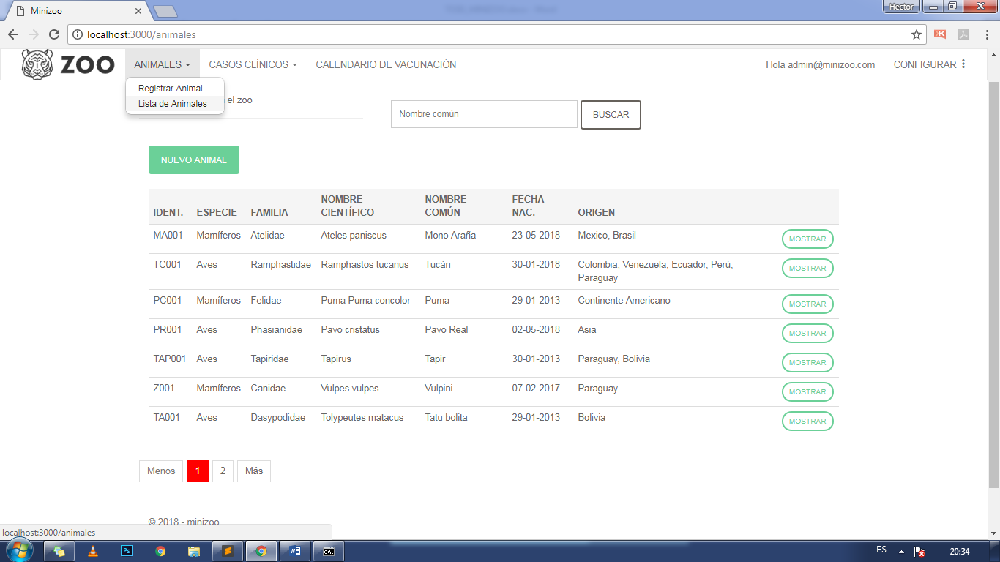 Minizoo
Hector
localhost:3000/animales
ZOO
ANIMALES
CASOS CLÍNICOS
CALENDARIO DE VACUNACIÓN
Hola admin@minizoo.com
CONFIGURAR
Registrar Animal
Lista de Animales
el zoo
Nombre común
BUSCAR
NUEVO ANIMAL
IDENT. ESPECIE FAMILIA NOMBRE CIENTÍFICO NOMBRE COMÚN FECHA NAC. ORIGEN
MA001 Mamíferos Atelidae Ateles paniscus Mono Araña 23-05-2018 Mexico, Brasil MOSTRAR
TC001 Aves Ramphastidae Ramphastos tucanus Tucán 30-01-2018 Colombia, Venezuela, Ecuador, Perú, Paraguay MOSTRAR
PC001 Mamíferos Felidae Puma Puma concolor Puma 29-01-2013 Continente Americano MOSTRAR
PR001 Aves Phasianidae Pavo cristatus Pavo Real 02-05-2018 Asia MOSTRAR
TAP001 Aves Tapiridae Tapirus Tapir 30-01-2013 Paraguay, Bolivia MOSTRAR
Z001 Mamíferos Canidae Vulpes vulpes Vulpini 07-02-2017 Paraguay MOSTRAR
TA001 Aves Dasypodidae Tolypeutes matacus Tatu bolita 29-01-2013 Bolivia MOSTRAR
Menos 1 2 Más
© 2018 - minizoo
localhost:3000/animales
ES
20:34